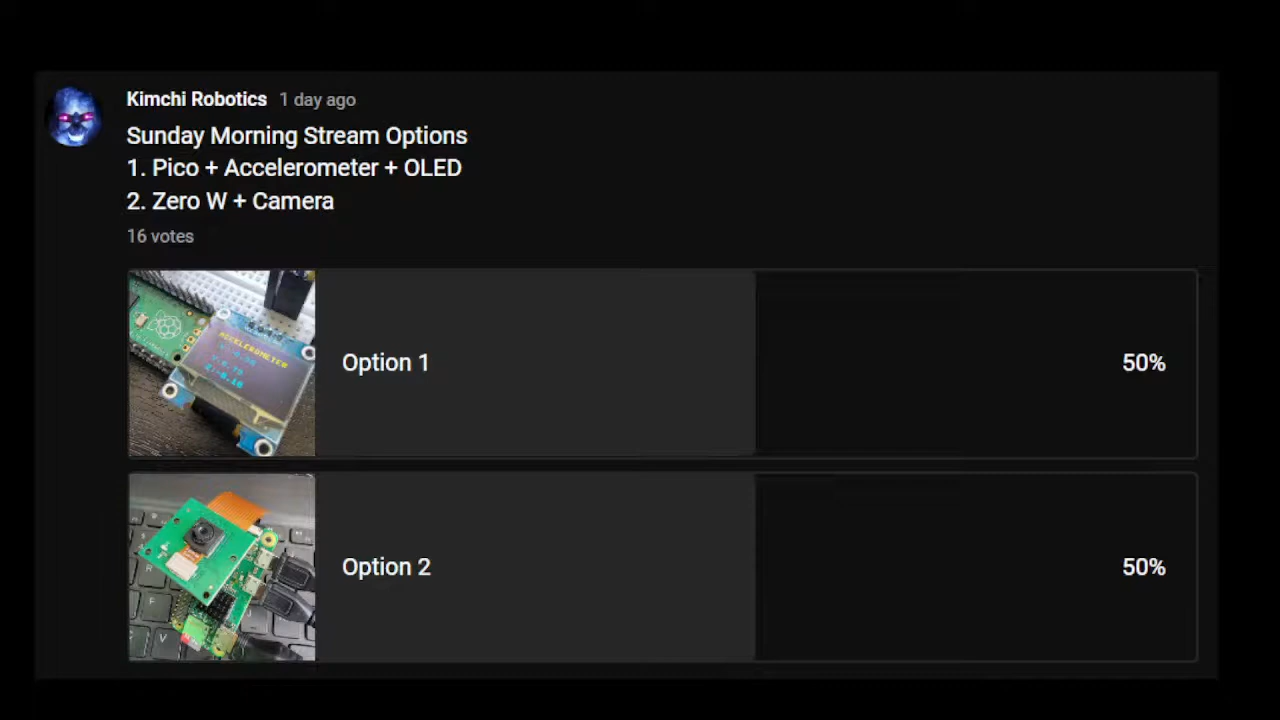 Kimchi Robotics 1 day ago
Sunday Morning Stream Options
1. Pico + Accelerometer + OLED
2. Zero W + Camera
16 votes
ACCELEROMETER
Option 1
50%
Option 2
50%